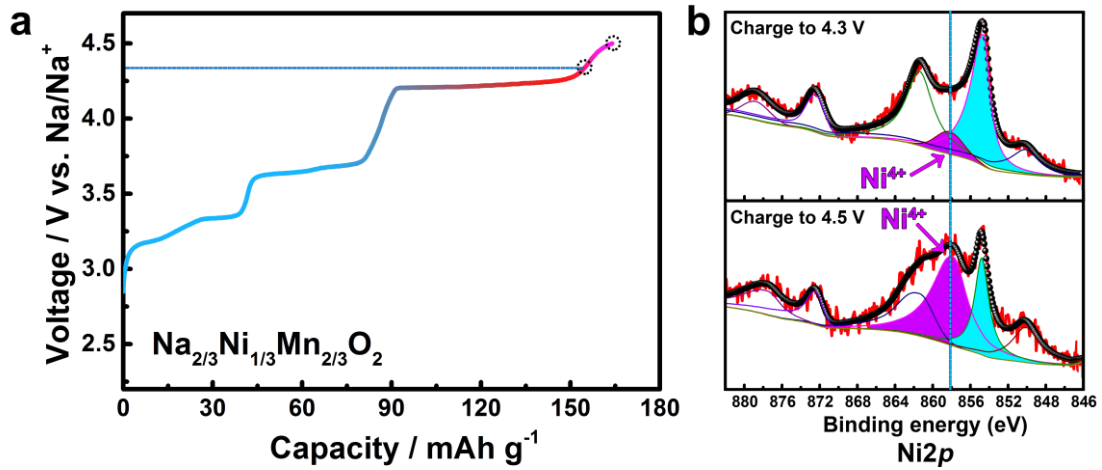 a
Voltage / V vs. Na/Na⁺
4.5
4.0
3.5
3.0
2.5
Na₂/₃Ni₁/₃Mn₂/₃O₂
0 30 60 90 120 150 180
Capacity / mAh g⁻¹
b
Charge to 4.3 V
Ni⁴⁺
Charge to 4.5 V
Ni⁴⁺
880 876 872 868 864 860 856 852 848 846
Binding energy (eV)
Ni2p